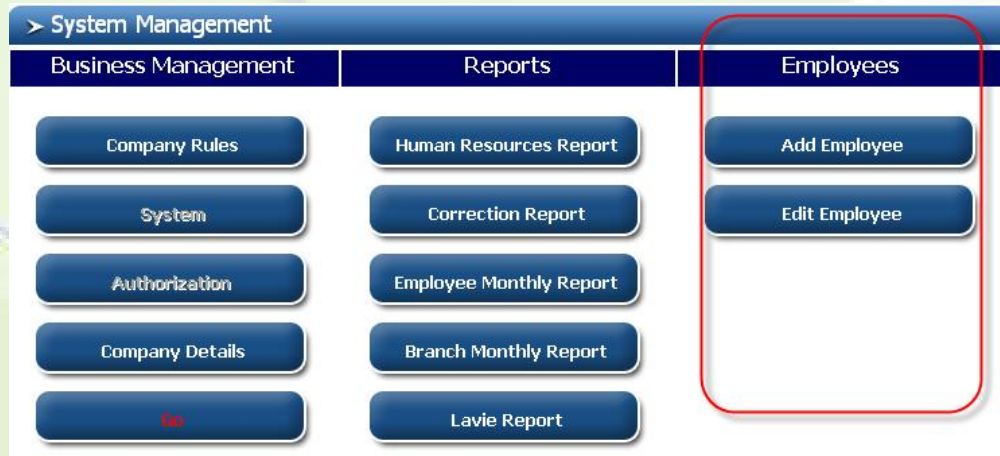 ➢ System Management
Business Management
Reports
Employees
Company Rules
Human Resources Report
Add Employee
System
Correction Report
Edit Employee
Authorization
Employee Monthly Report
Company Details
Branch Monthly Report
Go
Lavie Report